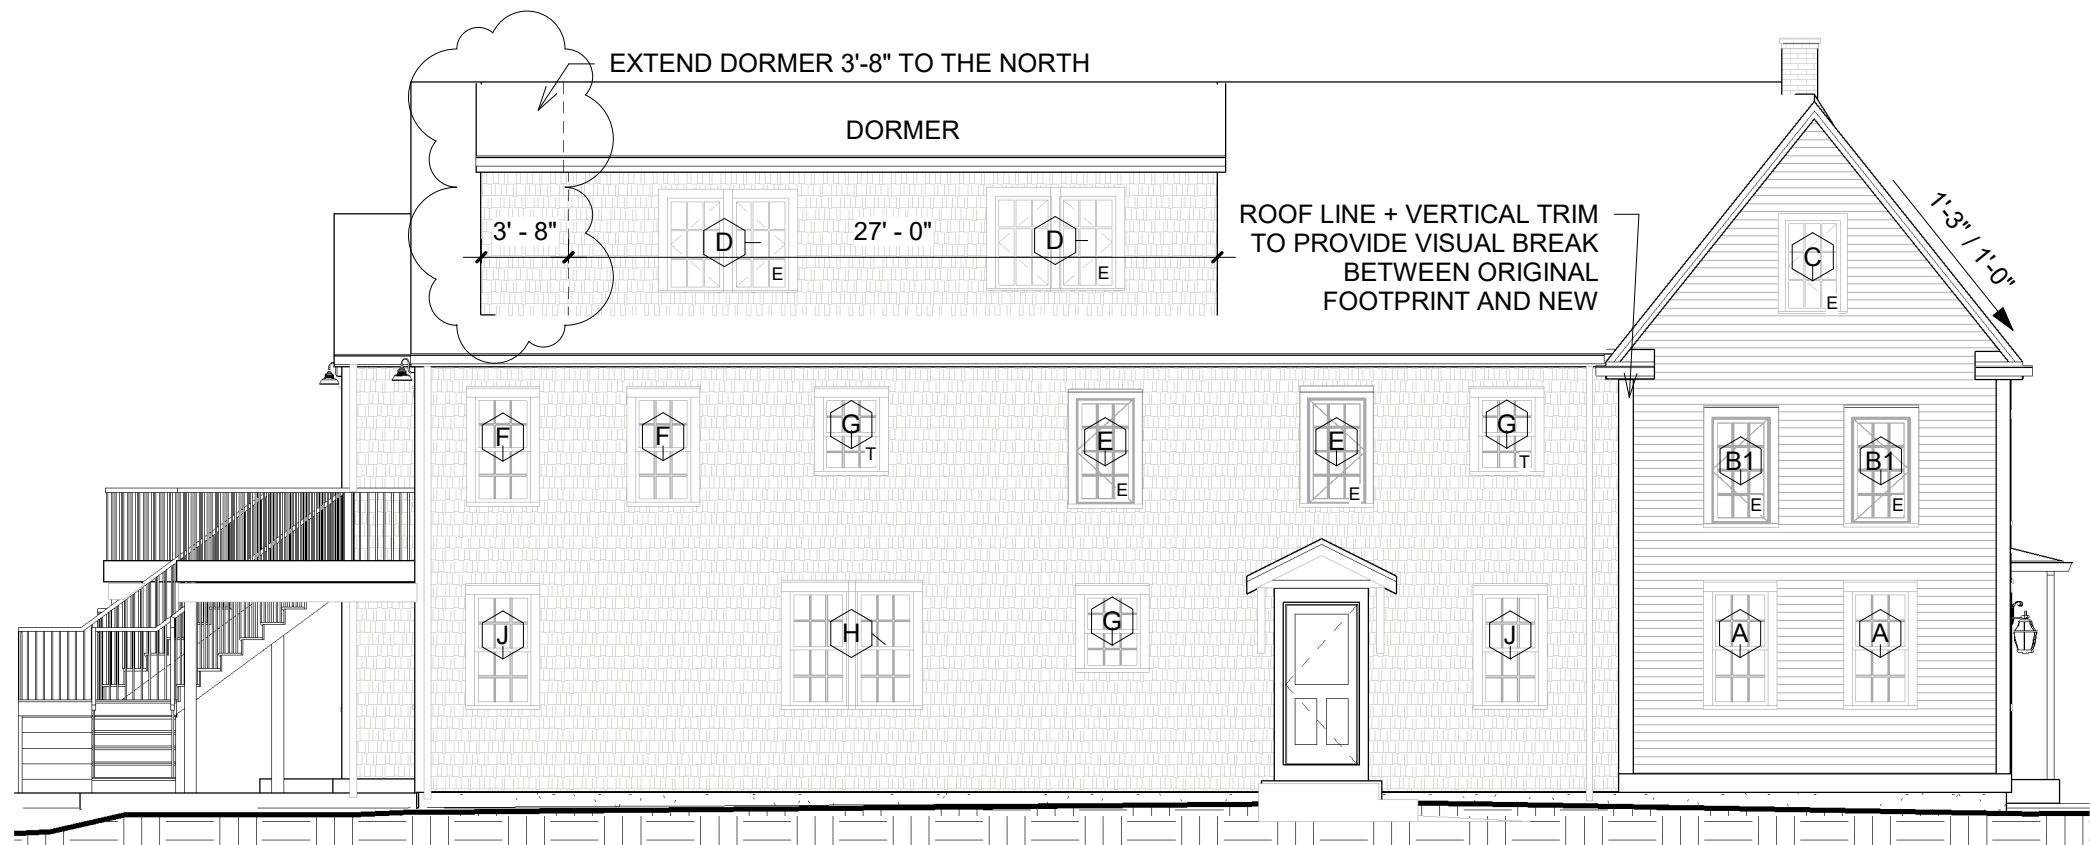 EXTEND DORMER 3'-8" TO THE NORTH
DORMER
3' - 8"
D
E
27' - 0"
D
E
ROOF LINE + VERTICAL TRIM
TO PROVIDE VISUAL BREAK
BETWEEN ORIGINAL
FOOTPRINT AND NEW
1'-3" / 1'-0"
C
E
F
F
G
T
E
E
E
E
G
T
B1
E
B1
E
J
H
G
J
A
A